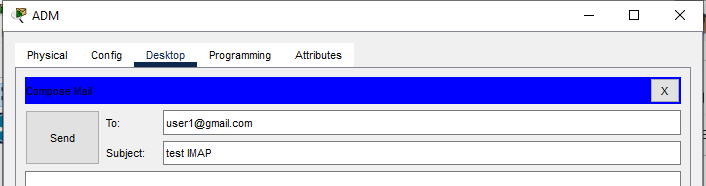 ADM
Physical Config Desktop Programming Attributes
Compose Mail X
Send
To: user1@gmail.com
Subject: test IMAP